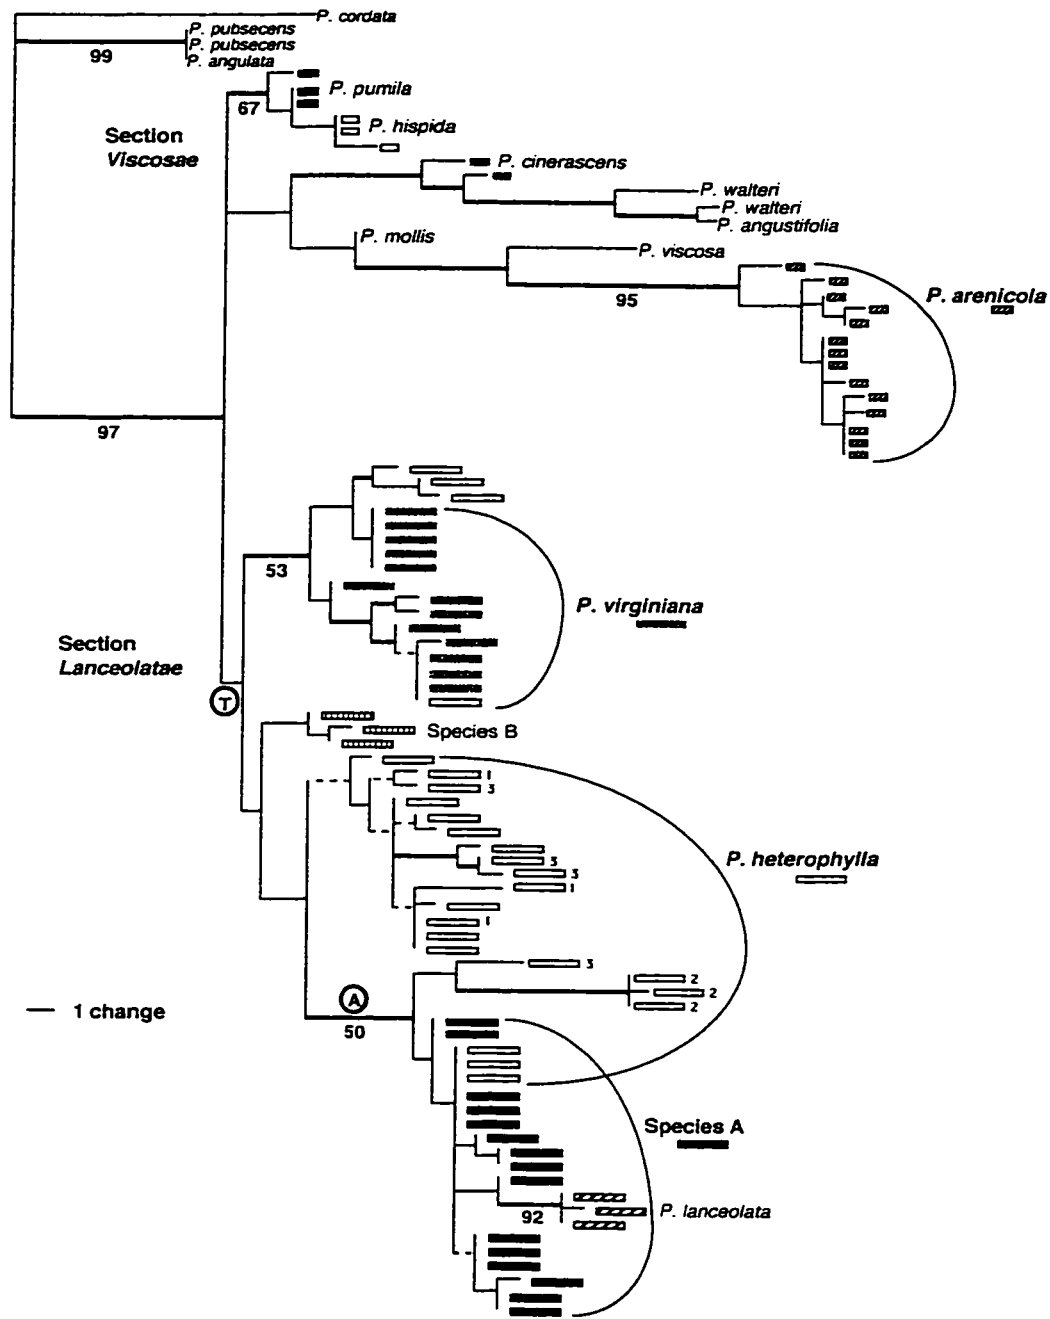 P. cordata
P. pubsecens
P. pubsecens
99
P. angulata
P. pumila
67
Section
Viscosae
P. hispida
P. cinerascens
P. walteri
P. walteri
P. angustifolia
P. mollis
P. viscosa
95
P. arenicola
97
53
P. virginiana
Section
Lanceolatae
T
Species B
1
3
P. heterophylla
3
3
1
1
3
2
2
2
A
1 change
50
Species A
92
P. lanceolata